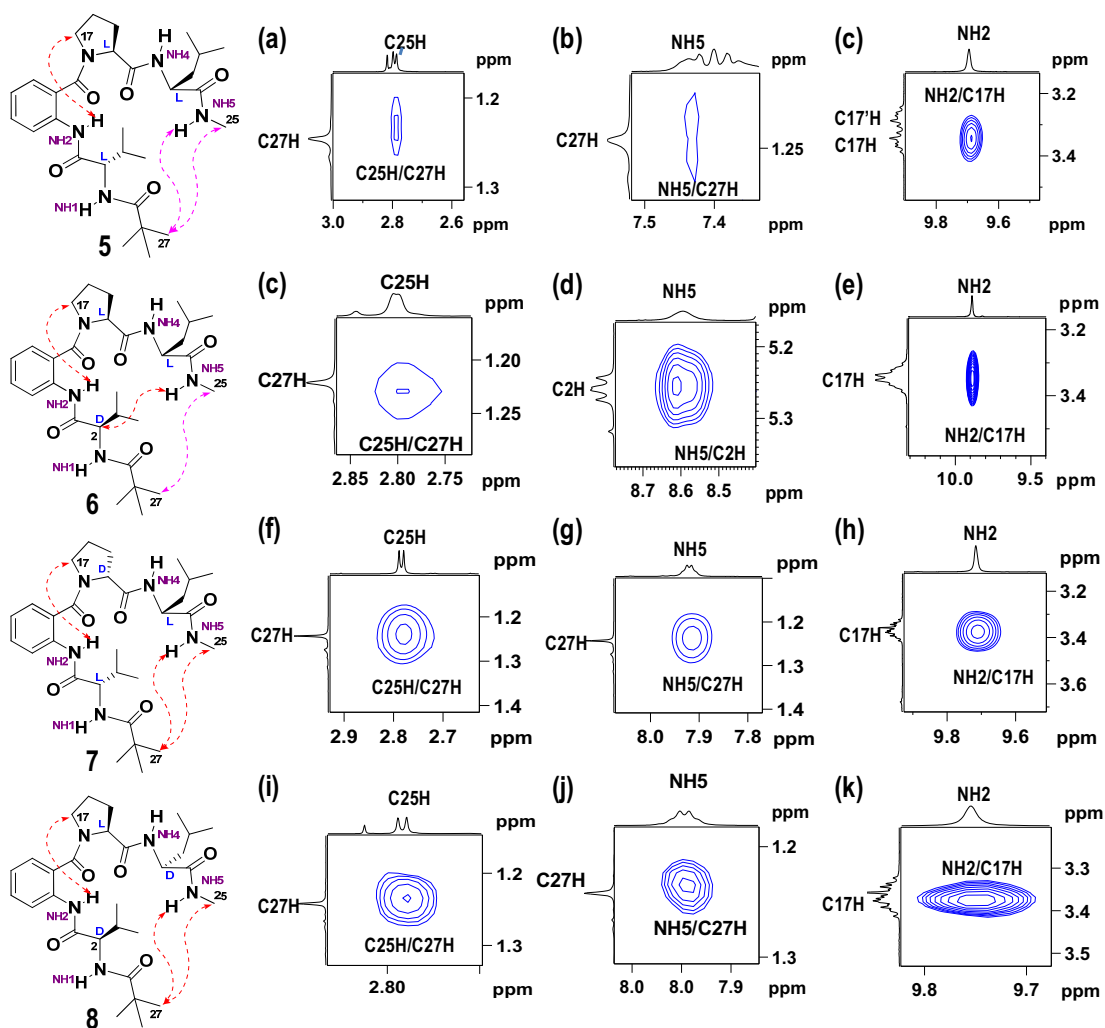 17
N
L
H
N
NH4
O
O
O
L
NH5
H
N
25
H
N
NH2
O
L
NH1
H
N
O
27
5
(a)
C25H
ppm
1.2
C27H
C25H/C27H
1.3
3.0 2.8 2.6 ppm
(b)
NH5
ppm
C27H
1.25
NH5/C27H
7.5 7.4 ppm
(c)
NH2
ppm
NH2/C17H
3.2
C17'H
C17H
3.4
9.8 9.6 ppm
17
N
L
H
N
NH4
O
O
O
L
NH5
H
N
25
H
N
NH2
D
O
2
NH1
H
N
O
27
6
(c)
C25H
ppm
1.20
C27H
1.25
C25H/C27H
2.85 2.80 2.75
ppm
(d)
NH5
ppm
5.2
C2H
5.3
NH5/C2H
8.7 8.6 8.5
ppm
(e)
NH2
ppm
3.2
C17H
3.4
NH2/C17H
10.0 9.5
ppm
17
N
D
H
N
NH4
O
O
O
L
NH5
H
N
25
H
N
NH2
O
L
NH1
H
N
O
27
7
(f)
C25H
ppm
1.2
C27H
1.3
C25H/C27H
1.4
2.9 2.8 2.7
ppm
(g)
NH5
ppm
1.2
C27H
1.3
NH5/C27H
1.4
8.0 7.9 7.8
ppm
(h)
NH2
ppm
3.2
C17H
3.4
NH2/C17H
3.6
9.8 9.6
ppm
17
N
L
H
N
NH4
O
O
O
D
NH5
H
N
25
H
N
NH2
D
O
2
NH1
H
N
O
27
8
(i)
C25H
ppm
1.2
C27H
C25H/C27H
1.3
2.80 ppm
(j)
NH5
ppm
1.2
C27H
NH5/C27H
1.3
8.0 8.0 7.9 ppm
(k)
NH2
ppm
NH2/C17H
3.3
C17H
3.4
3.5
9.8 9.7
ppm